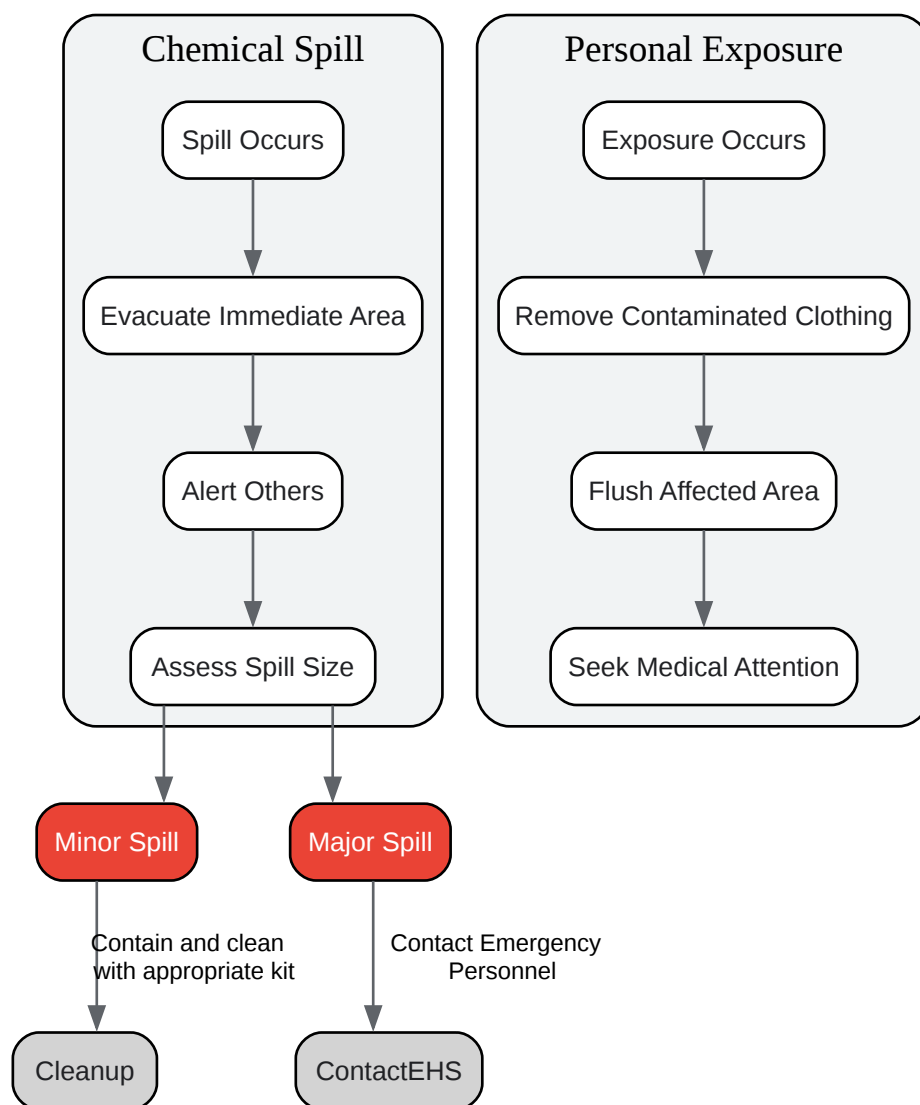 Chemical Spill
Spill Occurs
Evacuate Immediate Area
Alert Others
Assess Spill Size
Minor Spill
Major Spill
Contain and clean
with appropriate kit
Contact Emergency
Personnel
Cleanup
ContactEHS
Personal Exposure
Exposure Occurs
Remove Contaminated Clothing
Flush Affected Area
Seek Medical Attention